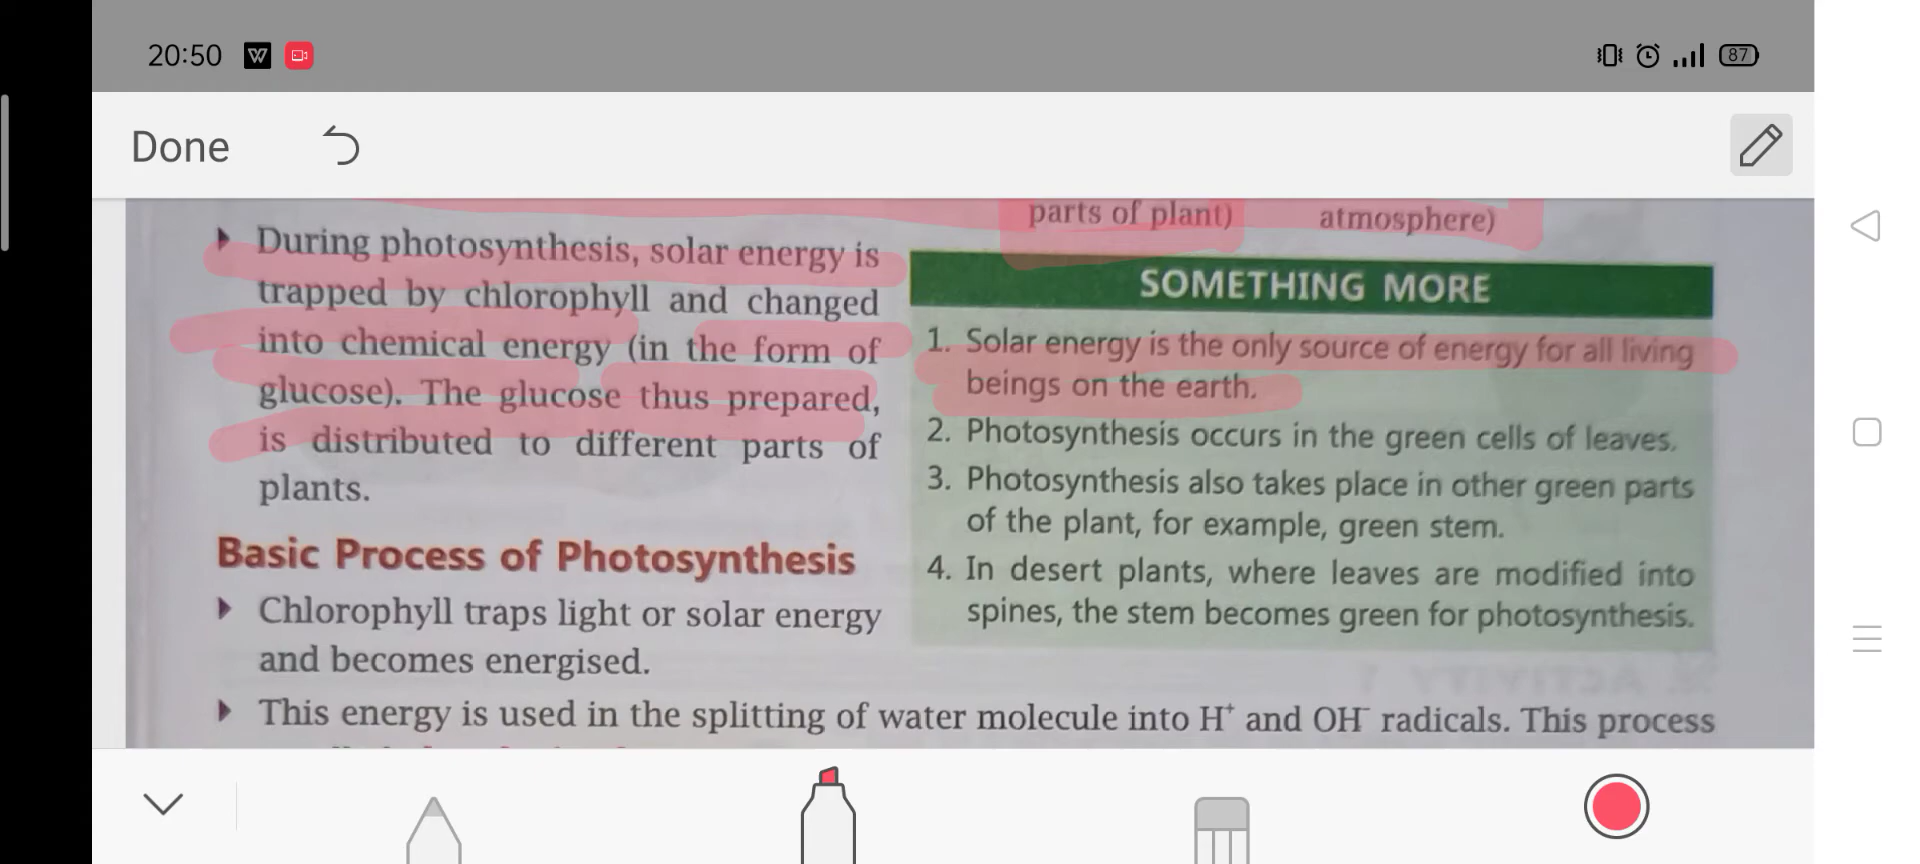 20:50
87
Done
parts of plant) atmosphere)
During photosynthesis, solar energy is
trapped by chlorophyll and changed
into chemical energy (in the form of
glucose). The glucose thus prepared,
is distributed to different parts of
plants.
SOMETHING MORE
1. Solar energy is the only source of energy for all living
beings on the earth.
2. Photosynthesis occurs in the green cells of leaves.
3. Photosynthesis also takes place in other green parts
of the plant, for example, green stem.
4. In desert plants, where leaves are modified into
spines, the stem becomes green for photosynthesis.
Basic Process of Photosynthesis
Chlorophyll traps light or solar energy
and becomes energised.
This energy is used in the splitting of water molecule into H⁺ and OH⁻ radicals. This process